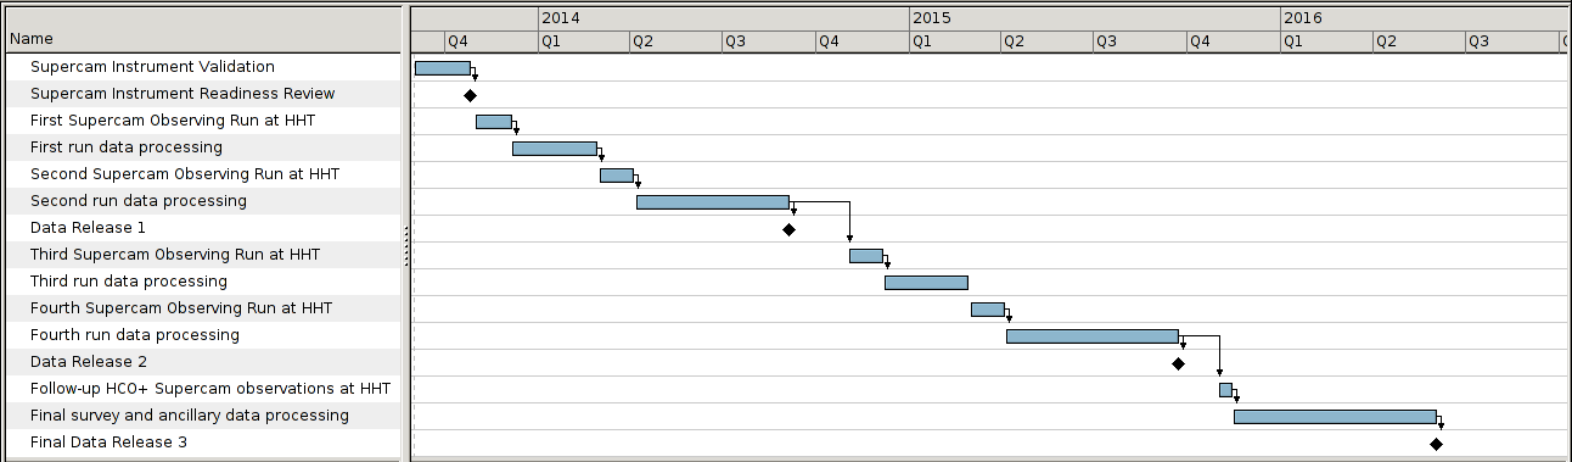 2014 2015 2016
Name Q4 Q1 Q2 Q3 Q4 Q1 Q2 Q3 Q4 Q1 Q2 Q3
Supercam Instrument Validation
Supercam Instrument Readiness Review
First Supercam Observing Run at HHT
First run data processing
Second Supercam Observing Run at HHT
Second run data processing
Data Release 1
Third Supercam Observing Run at HHT
Third run data processing
Fourth Supercam Observing Run at HHT
Fourth run data processing
Data Release 2
Follow-up HCO+ Supercam observations at HHT
Final survey and ancillary data processing
Final Data Release 3